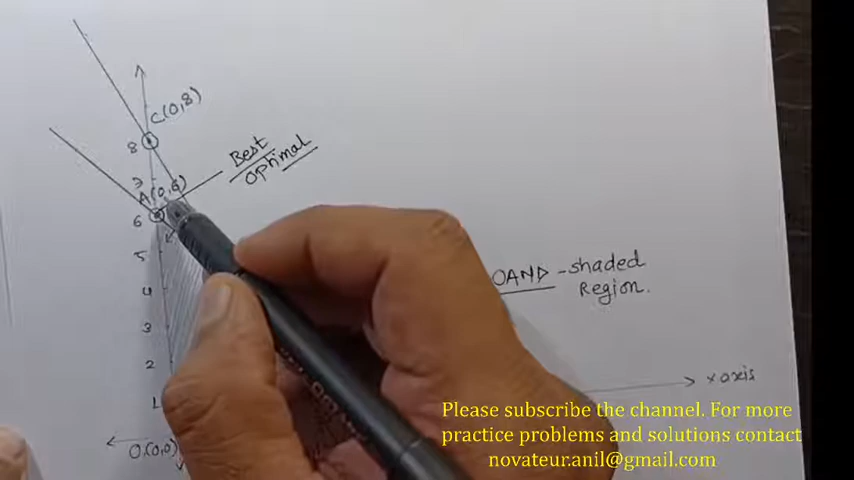 C(0,8)
8
Best
Optimal
7
A(0,6)
6
5
OAND - shaded
Region.
4
3
2
x axis
1
O(0,0)
Please subscribe the channel. For more
practice problems and solutions contact
novateur.anil@gmail.com